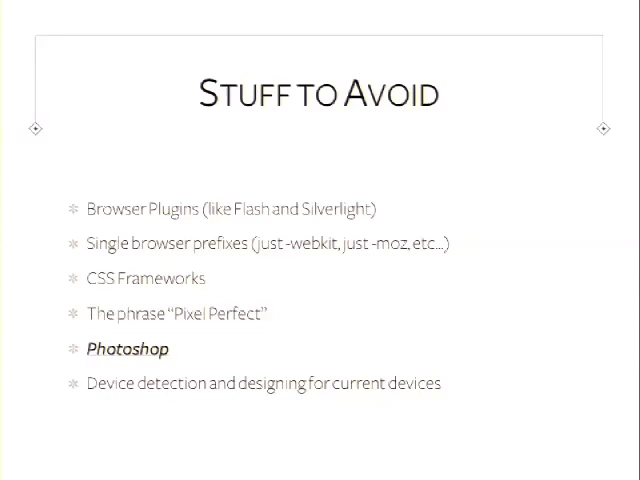 Stuff to Avoid
Browser Plugins (like Flash and Silverlight)
Single browser prefixes (just -webkit, just -moz, etc...)
CSS Frameworks
The phrase “Pixel Perfect”
Photoshop
Device detection and designing for current devices